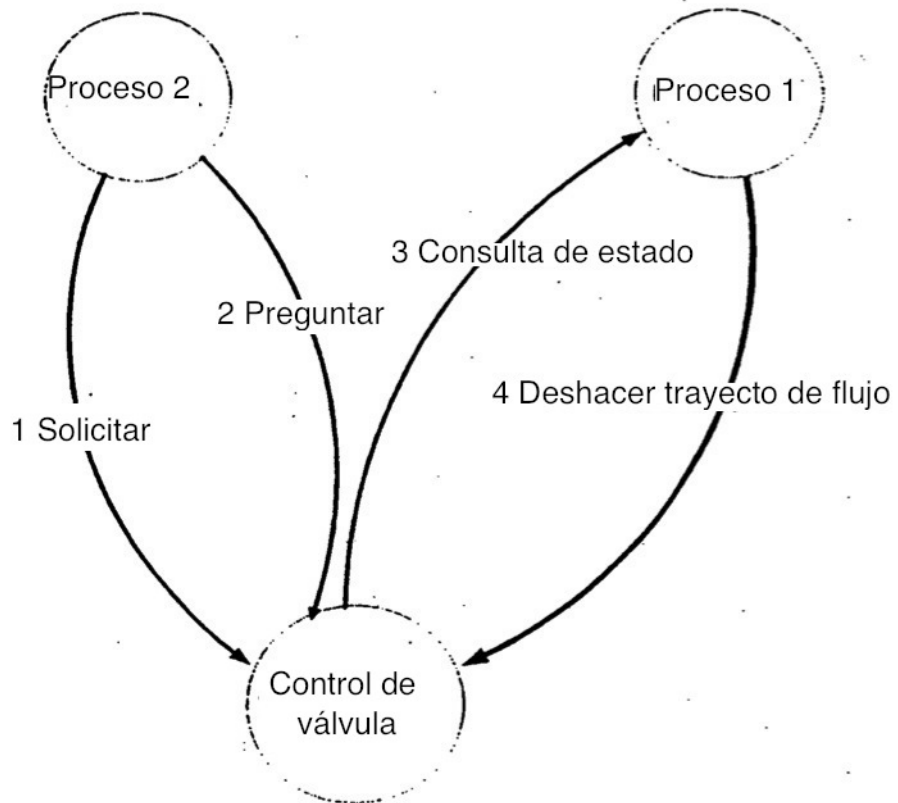 Proceso 2
Proceso 1
3 Consulta de estado
2 Preguntar
4 Deshacer trayecto de flujo
1 Solicitar
Control de
válvula